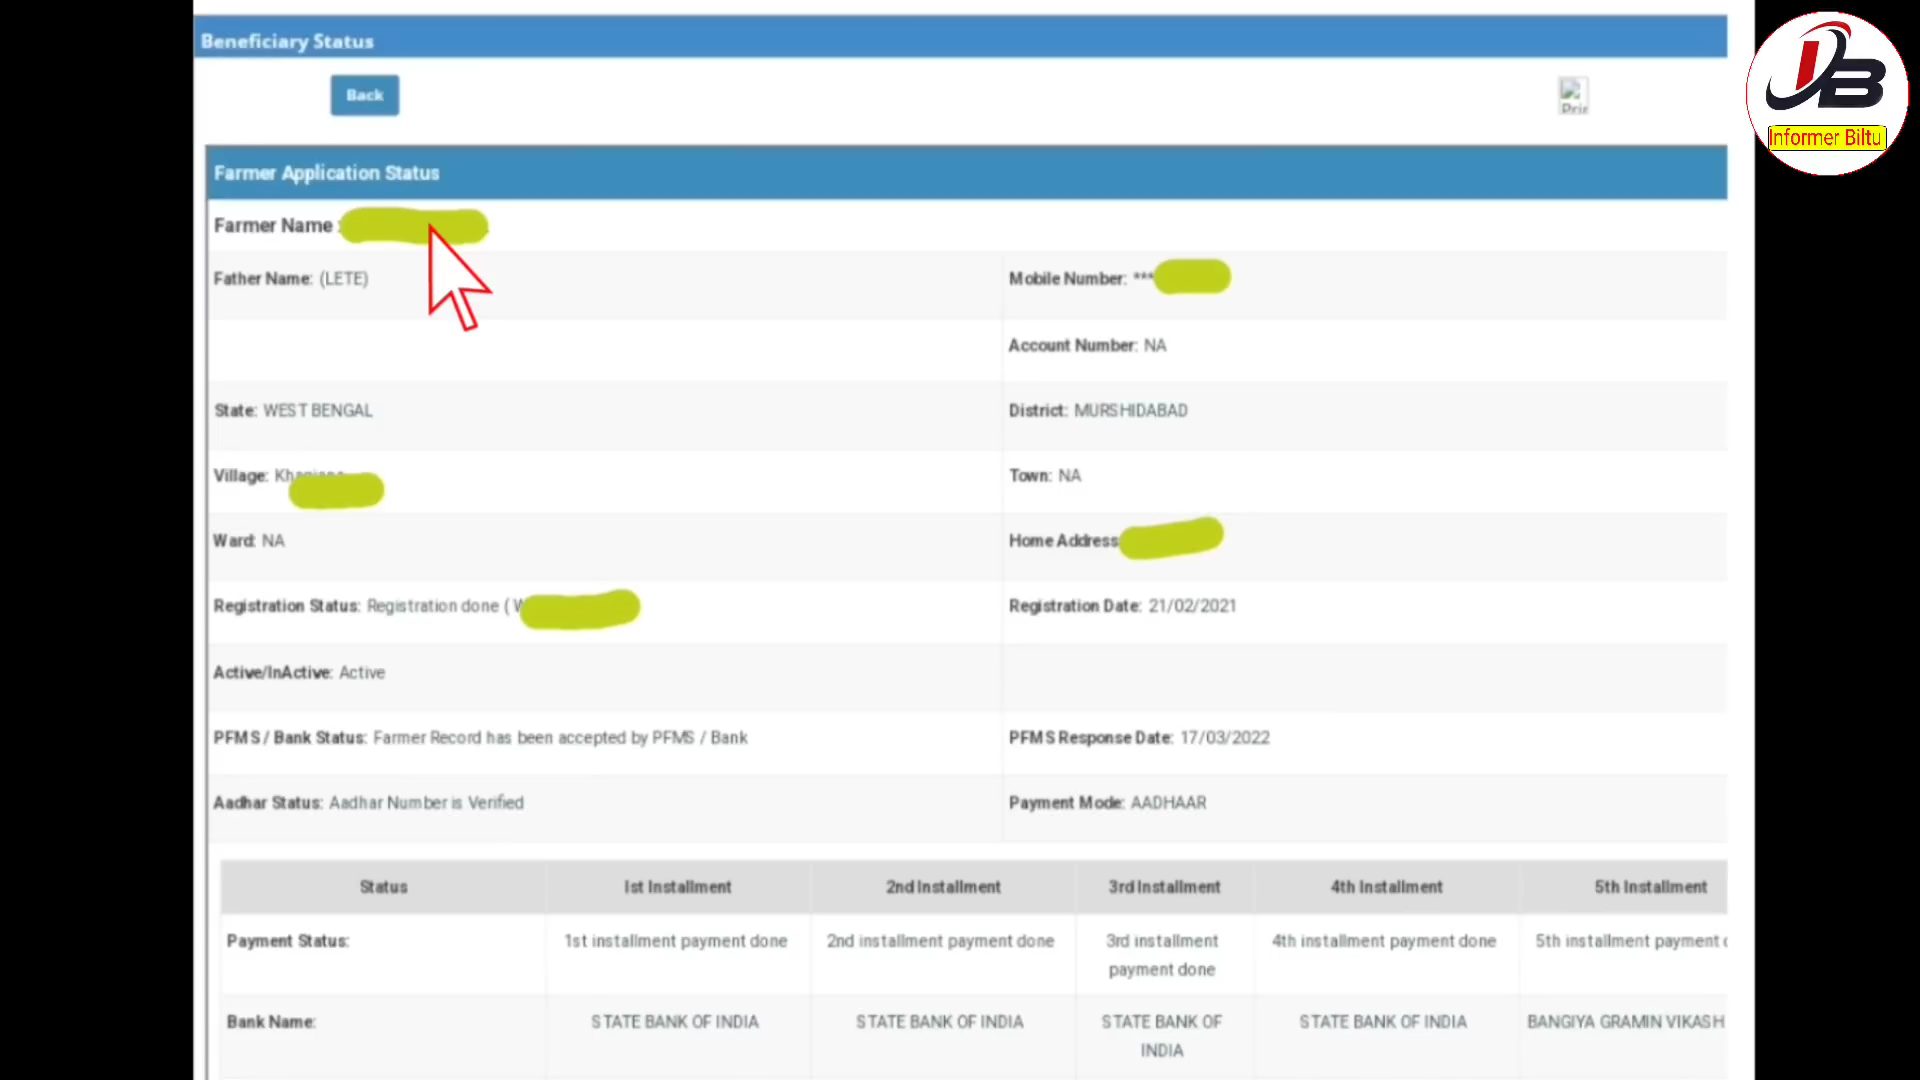 Beneficiary Status
Back
Informer Biltu
Farmer Application Status
Farmer Name :
Father Name: (LETE) Mobile Number: ***
Account Number: NA
State: WEST BENGAL District: MURSHIDABAD
Village: Town: NA
Ward: NA Home Address
Registration Status: Registration done ( Registration Date: 21/02/2021
Active/InActive: Active
PFMS / Bank Status: Farmer Record has been accepted by PFMS / Bank PFMS Response Date: 17/03/2022
Aadhar Status: Aadhar Number is Verified Payment Mode: AADHAAR
Status Ist Installment 2nd Installment 3rd Installment 4th Installment 5th Installment
Payment Status: 1st installment payment done 2nd installment payment done 3rd installment payment done 4th installment payment done 5th installment payment
Bank Name: STATE BANK OF INDIA STATE BANK OF INDIA STATE BANK OF INDIA STATE BANK OF INDIA BANGIYA GRAMIN VIKASH